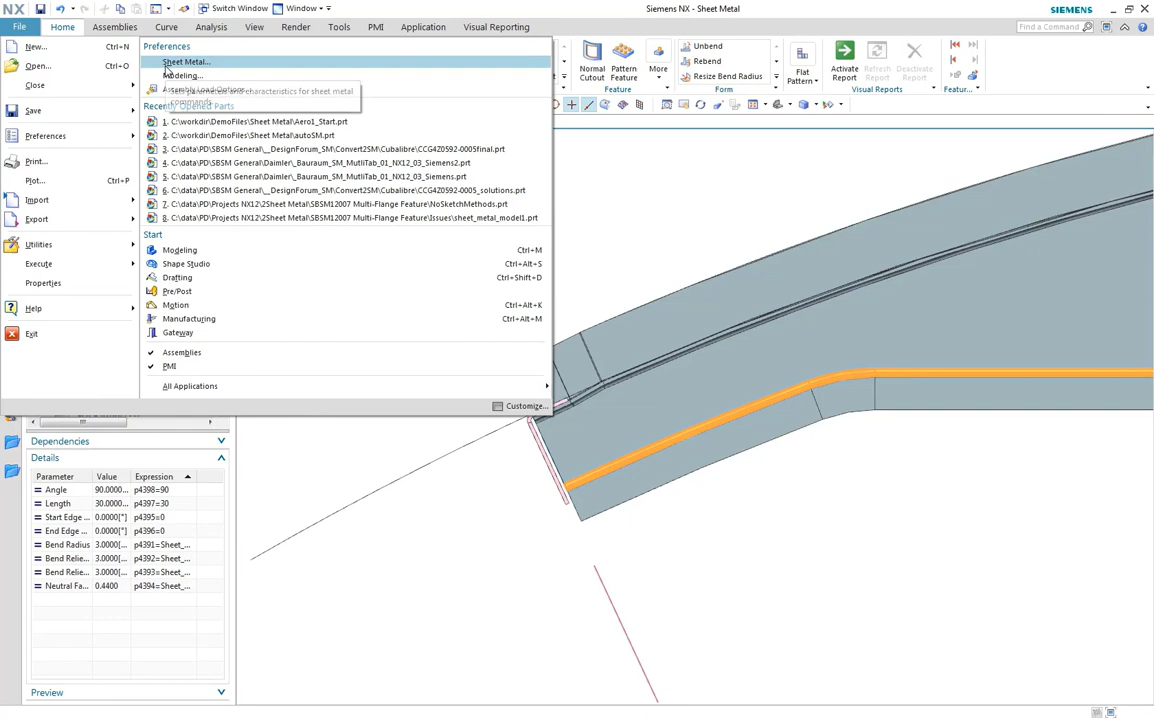 NX
Switch Window
Window
Siemens NX - Sheet Metal
SIEMENS
File
Home
Assemblies
Curve
Analysis
View
Render
Tools
PMI
Application
Visual Reporting
Find a Command
New... Ctrl+N
Open... Ctrl+O
Close
Save
Preferences
Print...
Plot...
Import
Export
Utilities
Execute
Properties
Help
Exit
Preferences
Sheet Metal...
Modeling...
Assembly Load Options...
Sets parameters and characteristics for sheet metal
commands
Recently Opened Parts
1. C:\workdir\DemoFiles\Sheet Metal\Aero1_Start.prt
2. C:\workdir\DemoFiles\Sheet Metal\autoSM.prt
3. C:\data\PD\SBSM General\__DesignForum_SM\Convert2SM\Cubalibre\CCG4Z0592-0005final.prt
4. C:\data\PD\SBSM General\Daimler\_Bauraum_SM_MutliTab_01_NX12_03_Siemens2.prt
5. C:\data\PD\SBSM General\Daimler\_Bauraum_SM_MutliTab_01_NX12_03_Siemens.prt
6. C:\data\PD\SBSM General\__DesignForum_SM\Convert2SM\Cubalibre\CCG4Z0592-0005_solutions.prt
7. C:\data\PD\Projects NX12\2Sheet Metal\SBSM12007 Multi-Flange Feature\NoSketchMethods.prt
8. C:\data\PD\Projects NX12\2Sheet Metal\SBSM12007 Multi-Flange Feature\Issues\sheet_metal_model1.prt
Start
Modeling Ctrl+M
Shape Studio Ctrl+Alt+S
Drafting Ctrl+Shift+D
Pre/Post
Motion Ctrl+Alt+K
Manufacturing Ctrl+Alt+M
Gateway
Assemblies
PMI
All Applications
Customize...
Normal
Cutout
Pattern
Feature
More
Feature
Unbend
Rebend
Resize Bend Radius
Form
Flat
Pattern
Activate
Report
Refresh
Report
Deactivate
Report
Visual Reports
Featur...
Dependencies
Details
Parameter Value Expression
Angle 90.0000... p4398=90
Length 30.0000... p4397=30
Start Edge ... 0.0000[°] p4395=0
End Edge ... 0.0000[°] p4396=0
Bend Radius 3.0000[... p4391=Sheet_...
Bend Relie... 3.0000[... p4392=Sheet_...
Bend Relie... 3.0000[... p4393=Sheet_...
Neutral Fa... 0.4400 p4394=Sheet_...
Preview